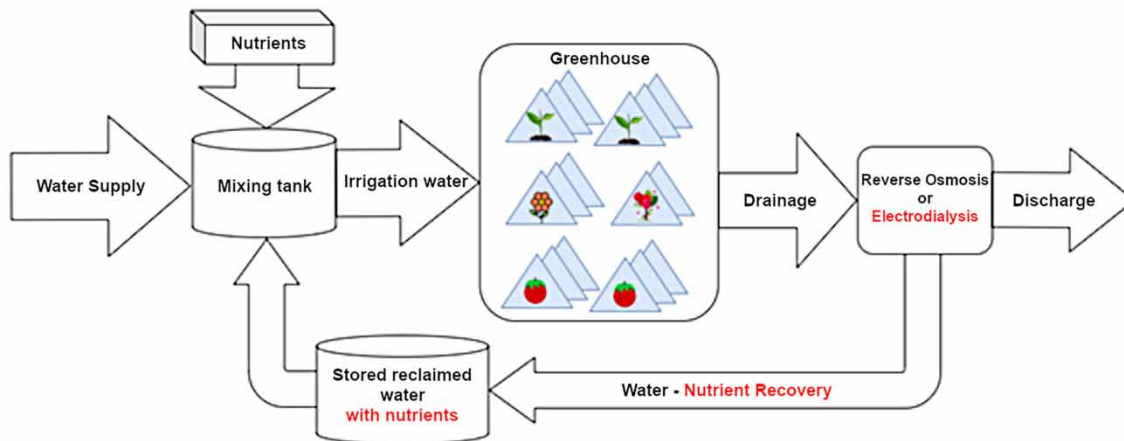 Nutrients
Greenhouse
Water Supply
Mixing tank
Irrigation water
Drainage
Reverse Osmosis
or
Electrodialysis
Discharge
Stored reclaimed
water
with nutrients
Water - Nutrient Recovery